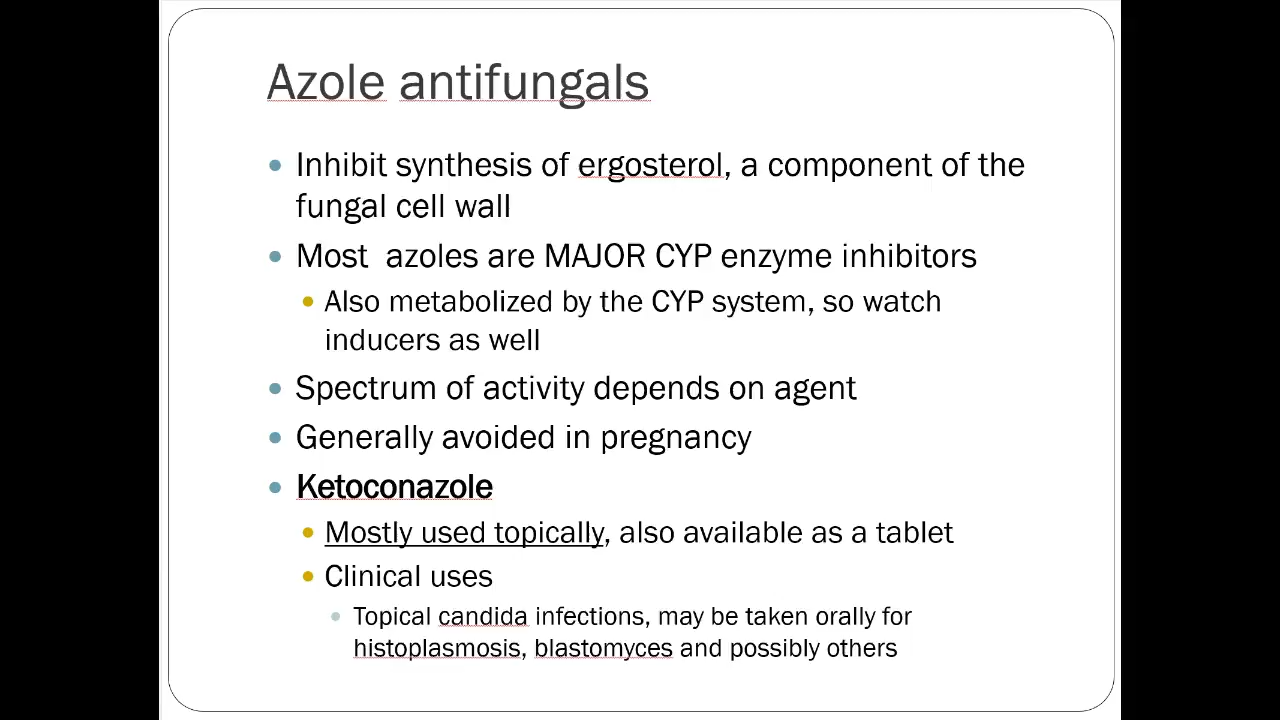 Azole antifungals
Inhibit synthesis of ergosterol, a component of the
fungal cell wall
Most  azoles are MAJOR CYP enzyme inhibitors
Also metabolized by the CYP system, so watch
inducers as well
Spectrum of activity depends on agent
Generally avoided in pregnancy
Ketoconazole
Mostly used topically, also available as a tablet
Clinical uses
Topical candida infections, may be taken orally for
histoplasmosis, blastomyces and possibly others